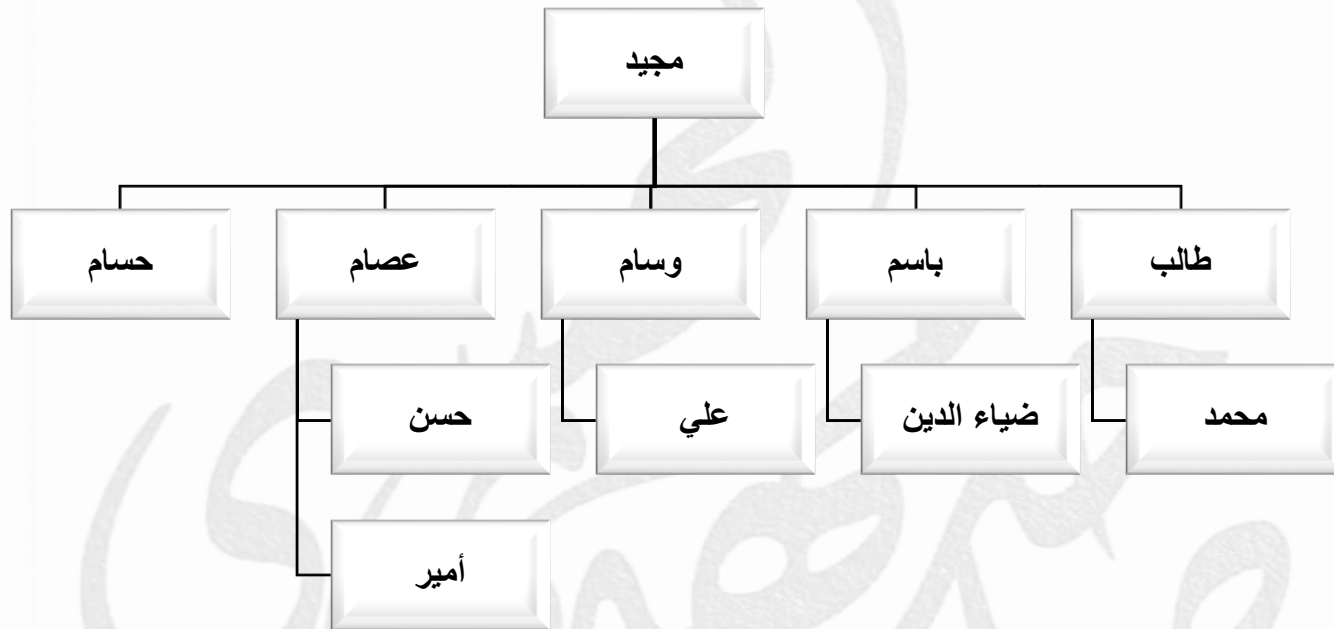 مجيد
طالب
باسم
وسام
عصام
حسام
محمد
ضياء الدين
علي
حسن
أمير